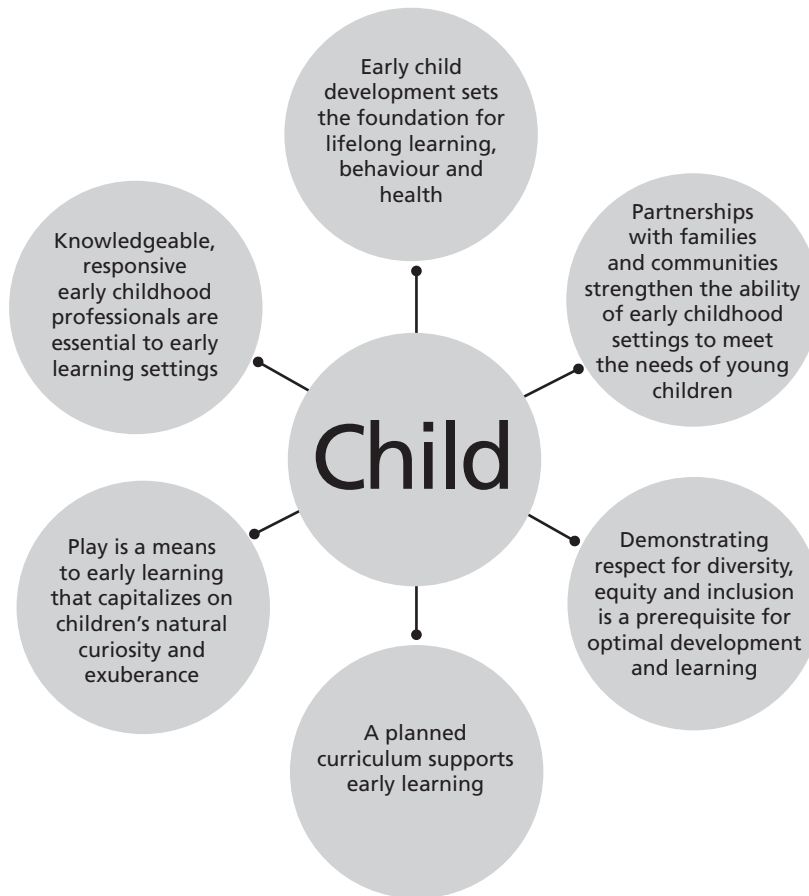 Early child
development sets
the foundation for
lifelong learning,
behaviour and
health
Partnerships
with families
and communities
strengthen the ability
of early childhood
settings to meet
the needs of young
children
Demonstrating
respect for diversity,
equity and inclusion
is a prerequisite for
optimal development
and learning
A planned
curriculum supports
early learning
Play is a means
to early learning
that capitalizes on
children’s natural
curiosity and
exuberance
Knowledgeable,
responsive
early childhood
professionals are
essential to early
learning settings
Child